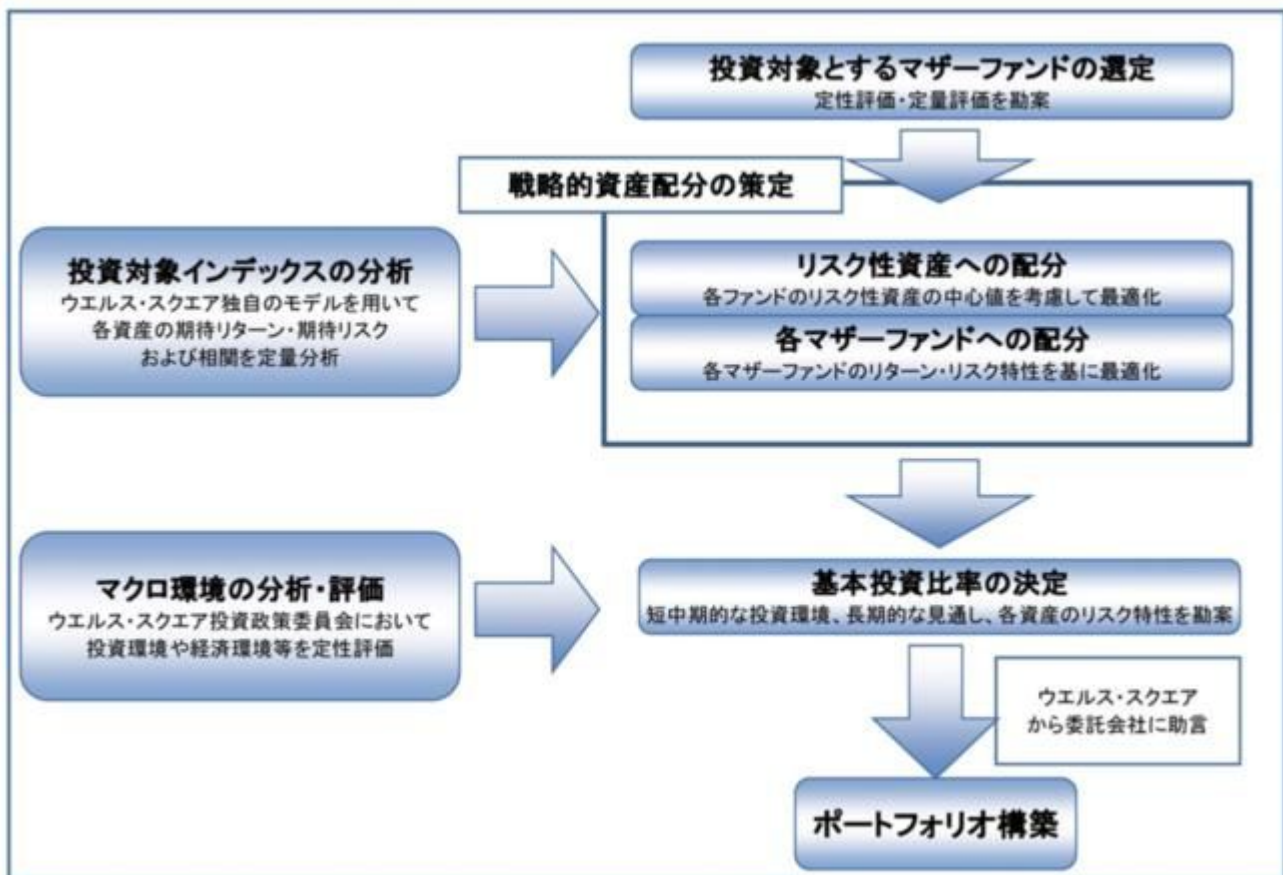 投資対象とするマザーファンドの選定
定性評価・定量評価を勘案
戦略的資産配分の策定
投資対象インデックスの分析
ウエルス・スクエア独自のモデルを用いて
各資産の期待リターン・期待リスク
および相関を定量分析
リスク性資産への配分
各ファンドのリスク性資産の中心値を考慮して最適化
各マザーファンドへの配分
各マザーファンドのリターン・リスク特性を基に最適化
マクロ環境の分析・評価
ウエルス・スクエア投資政策委員会において
投資環境や経済環境等を定性評価
基本投資比率の決定
短中期的な投資環境、長期的な見通し、各資産のリスク特性を勘案
ウエルス・スクエア
から委託会社に助言
ポートフォリオ構築